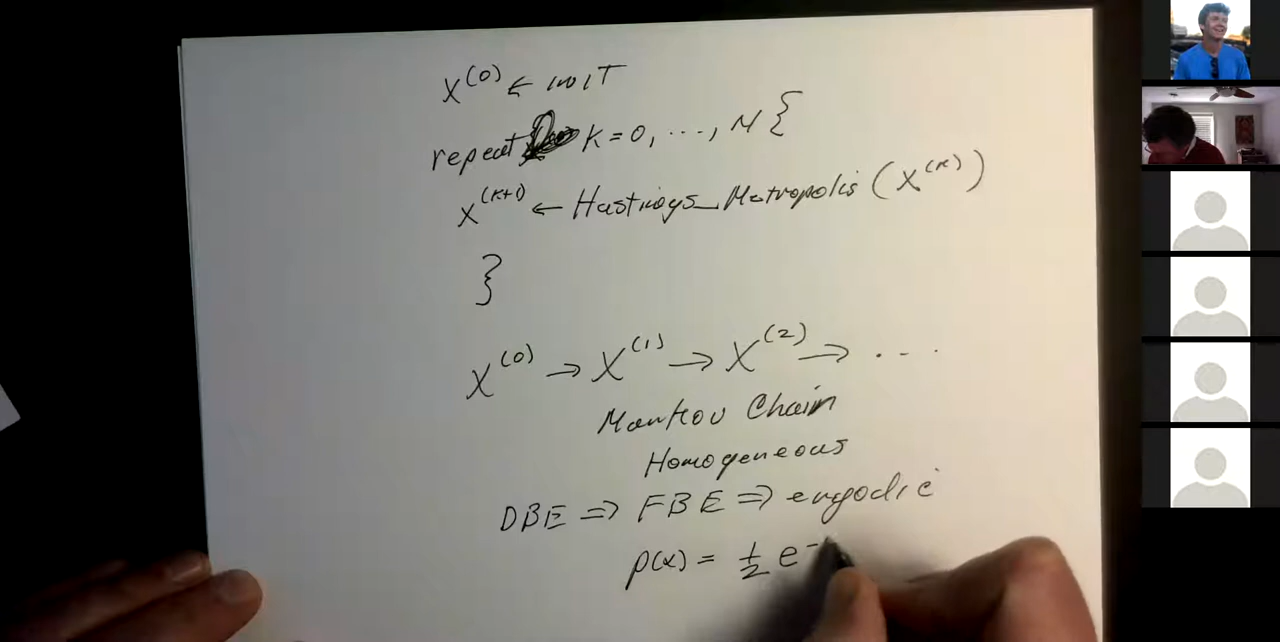 X^(0) ← INIT
repeat K = 0, ..., N {
X^(K+1) ← Hastings_Metropolis (X^(K))
}
X^(0) → X^(1) → X^(2) → ...
Markov Chain
Homogeneous
DBE ⇒ FBE ⇒ ergodic
p(x) = 1/2 e^-